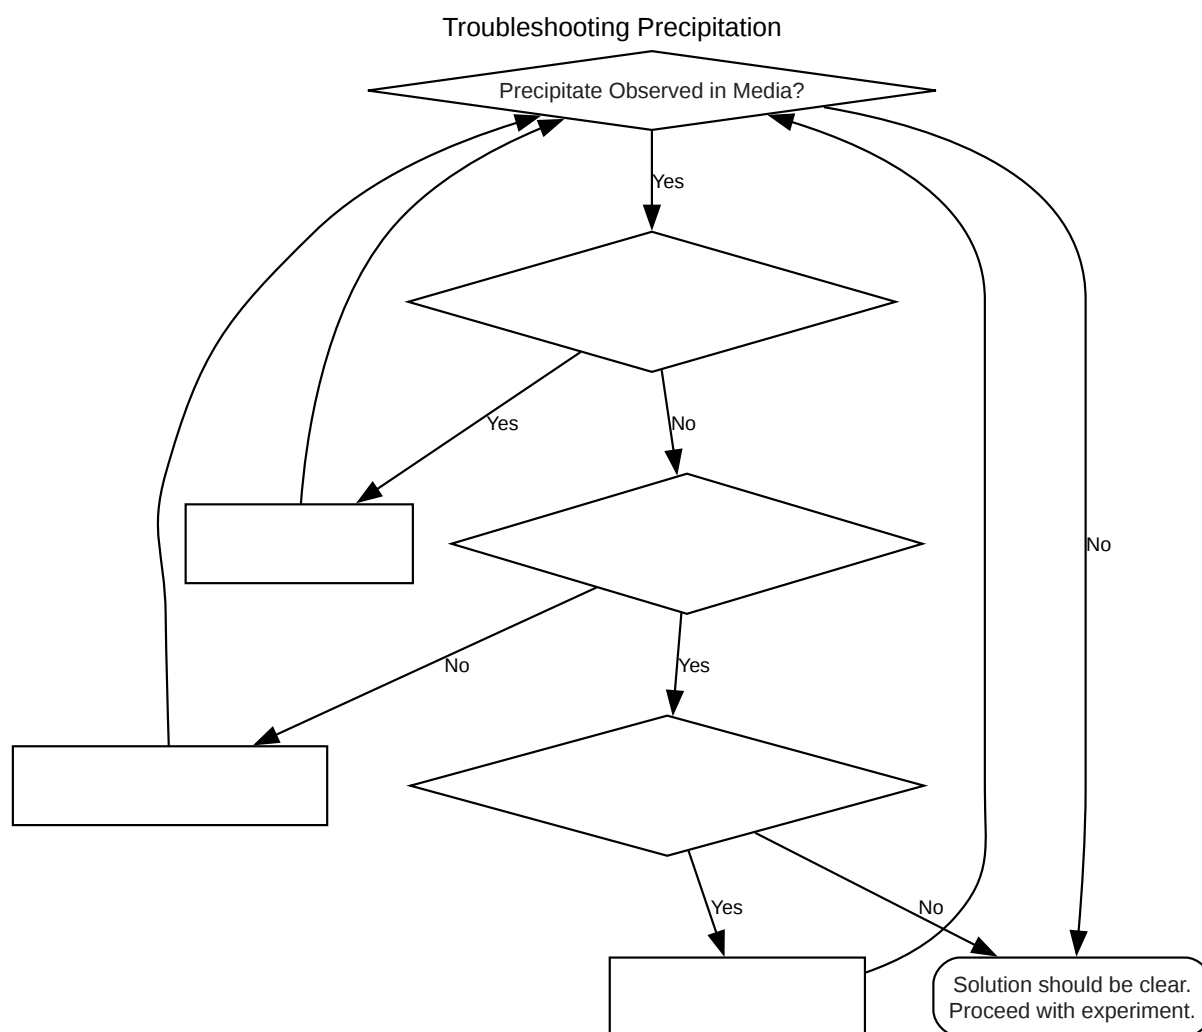 Troubleshooting Precipitation
Precipitate Observed in Media?
Yes
Yes
No
No
No
Yes
Yes
No
Solution should be clear.
Proceed with experiment.